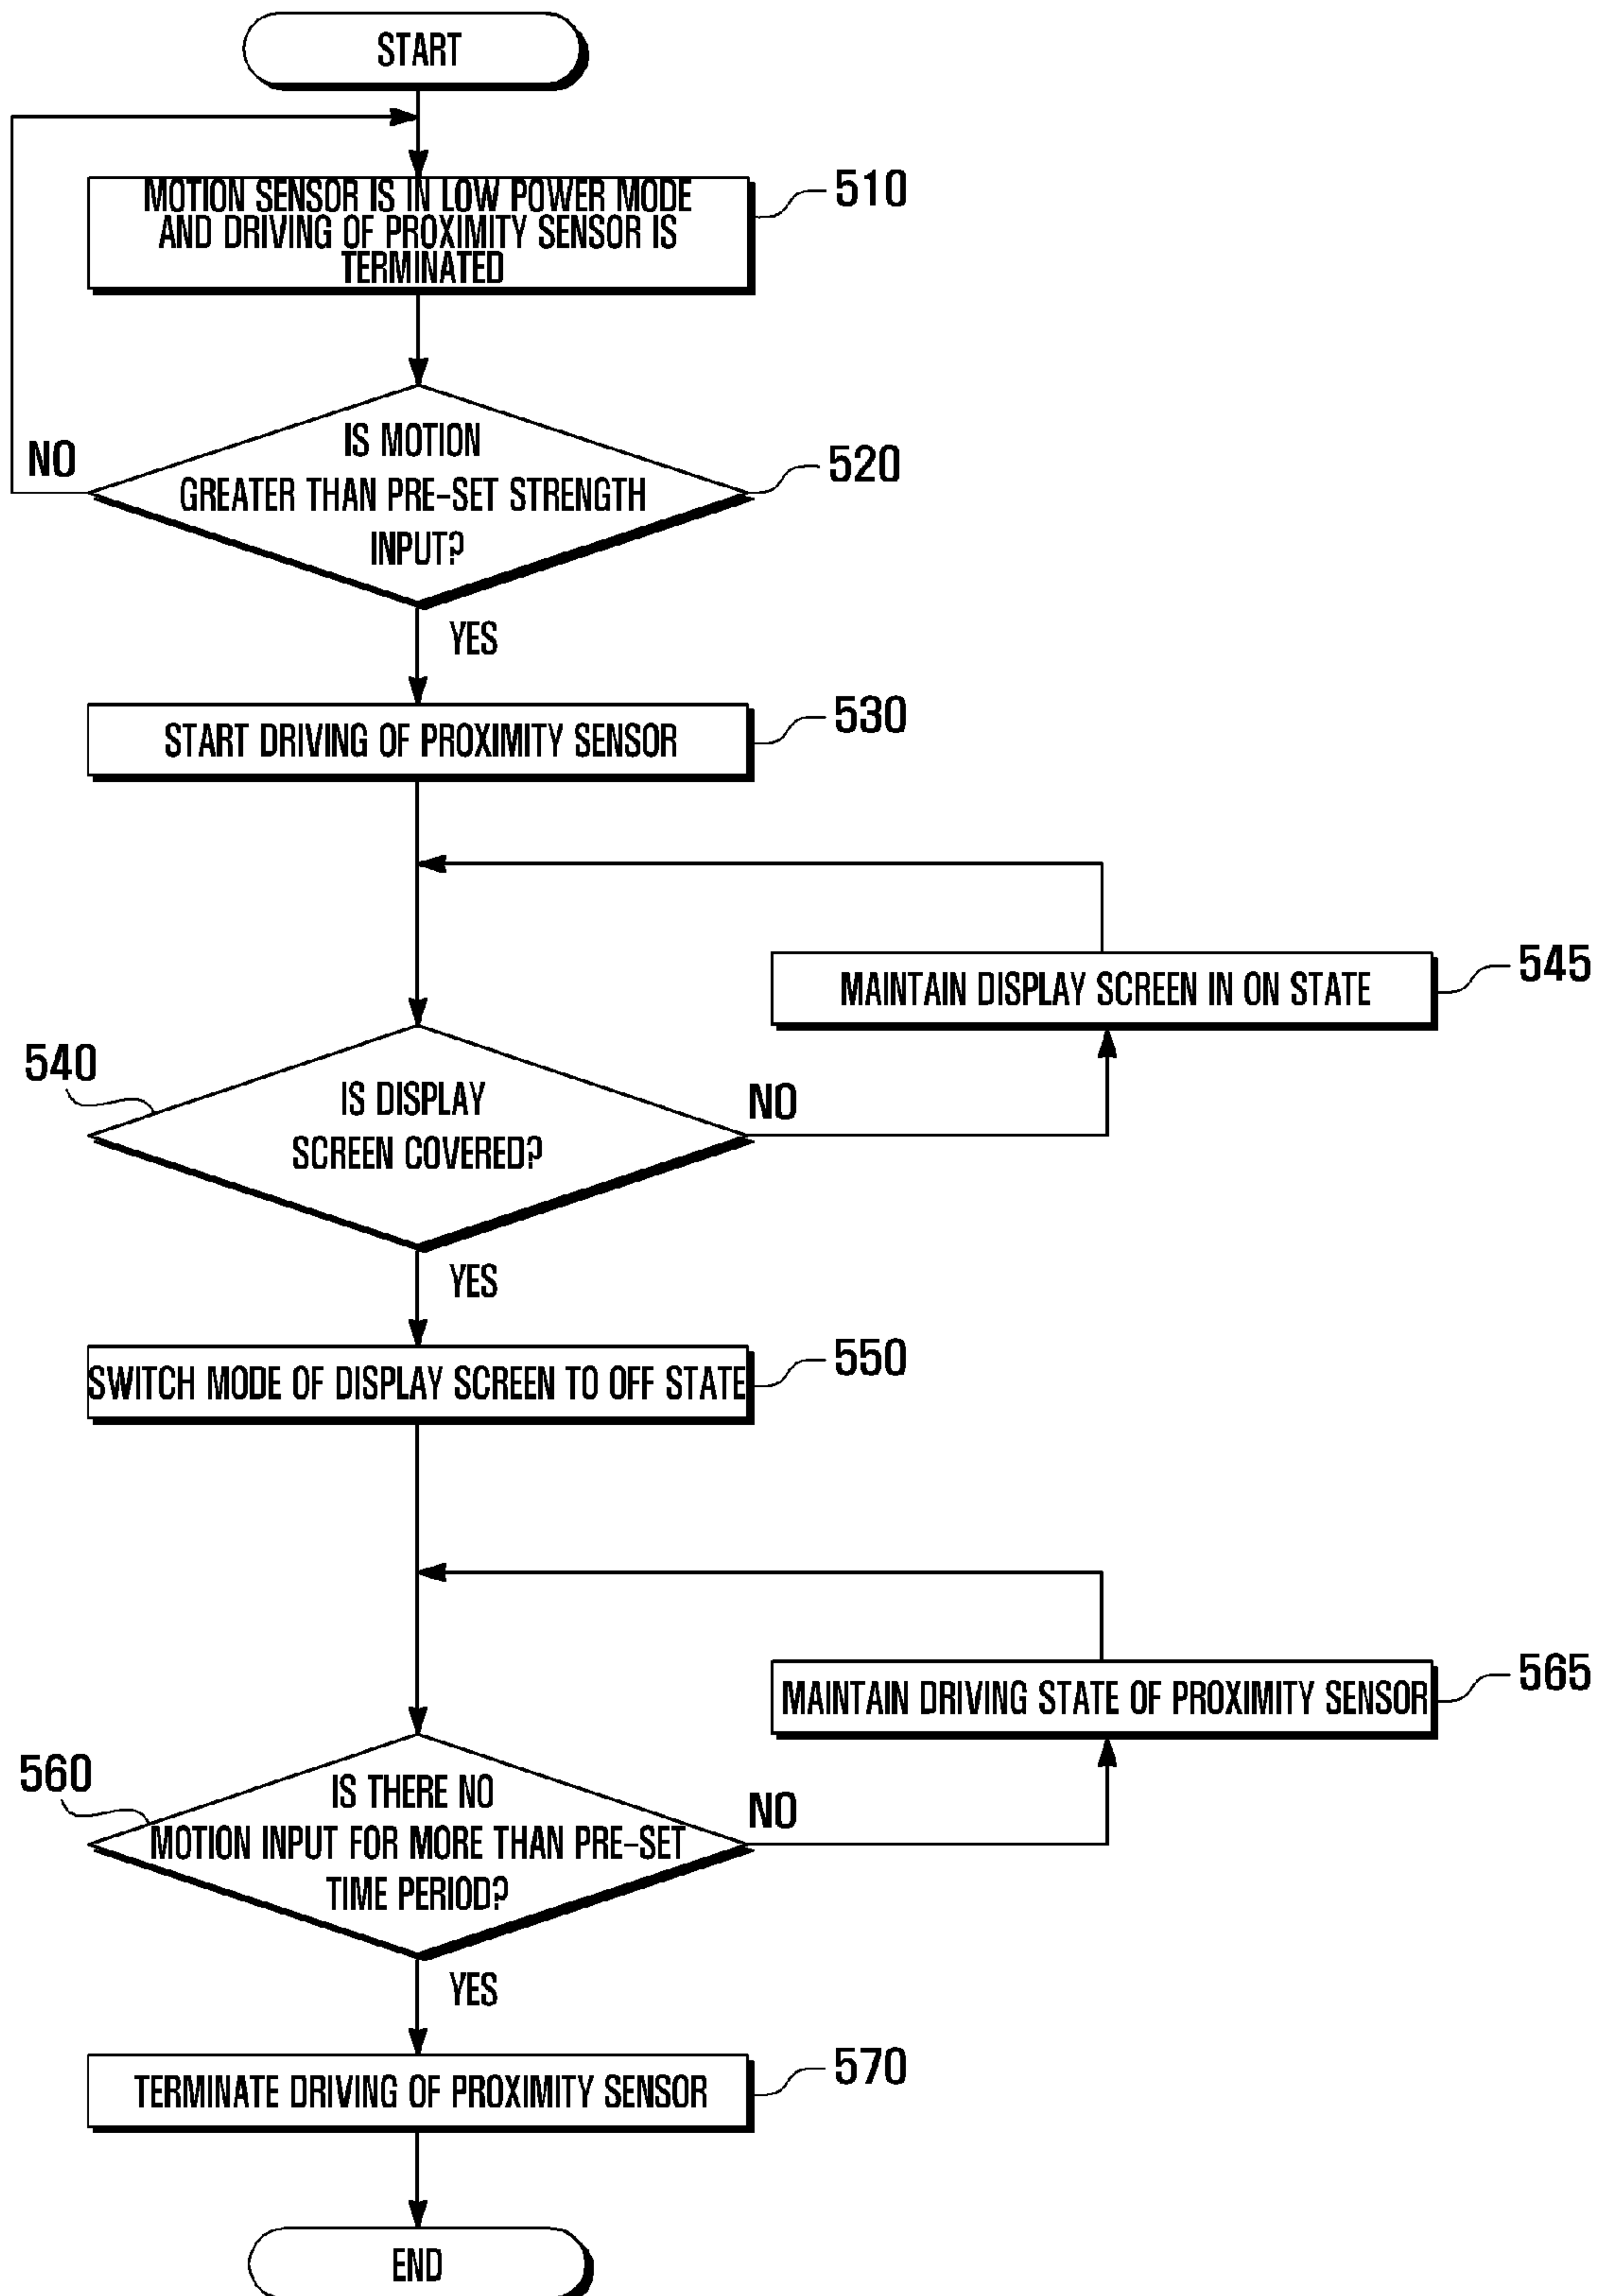 START
MOTION SENSOR IS IN LOW POWER MODE
AND DRIVING OF PROXIMITY SENSOR IS
TERMINATED
510
IS MOTION
GREATER THAN PRE-SET STRENGTH
INPUT?
520
NO
YES
START DRIVING OF PROXIMITY SENSOR
530
MAINTAIN DISPLAY SCREEN IN ON STATE
545
540
IS DISPLAY
SCREEN COVERED?
NO
YES
SWITCH MODE OF DISPLAY SCREEN TO OFF STATE
550
MAINTAIN DRIVING STATE OF PROXIMITY SENSOR
565
560
IS THERE NO
MOTION INPUT FOR MORE THAN PRE-SET
TIME PERIOD?
NO
YES
TERMINATE DRIVING OF PROXIMITY SENSOR
570
END